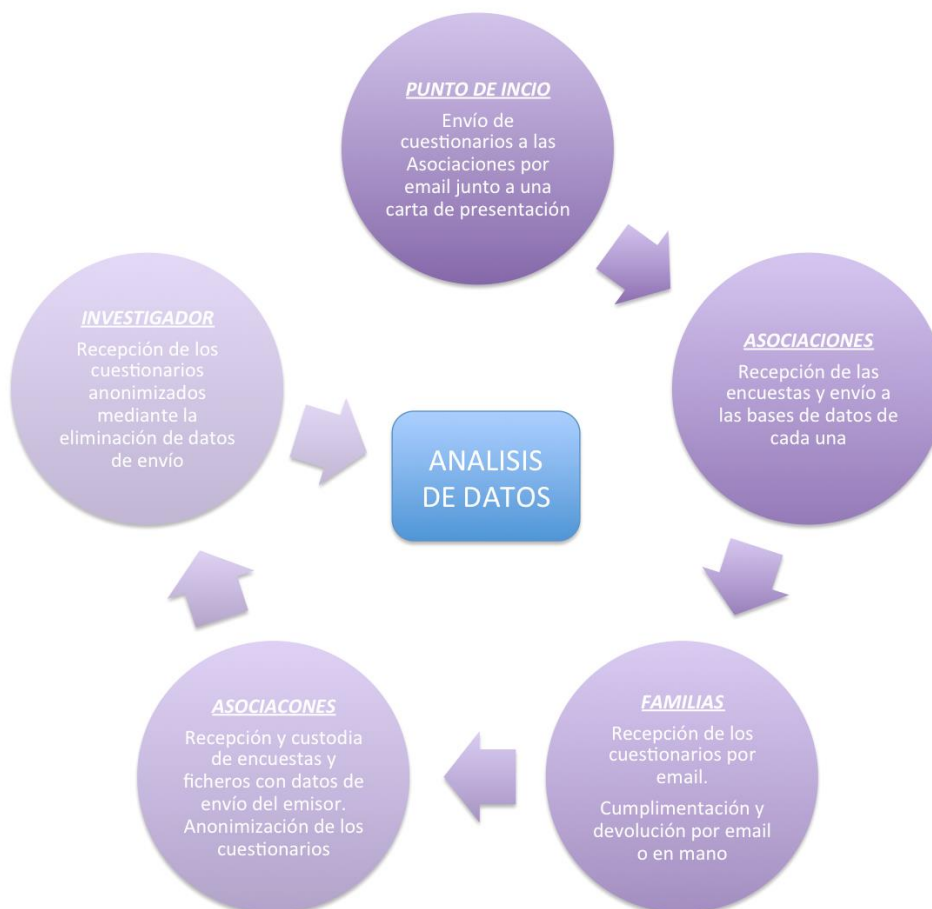 PUNTO DE INCIO
Envío de
cuestionarios a las
Asociaciones por
email junto a una
carta de presentación
ASOCIACIONES
Recepción de las
encuestas y envío a
las bases de datos de
cada una
FAMILIAS
Recepción de los
cuestionarios por
email.
Cumplimentación y
devolución por email
o en mano
ASOCIACONES
Recepción y custodia
de encuestas y
ficheros con datos de
envío del emisor.
Anonimización de los
cuestionarios
INVESTIGADOR
Recepción de los
cuestionarios
anonimizados
mediante la
eliminación de datos
de envío
ANALISIS
DE DATOS